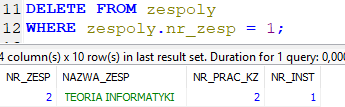 11 DELETE FROM zespoly
12 WHERE zespoly.nr_zesp = 1;
4 column(s) x 10 row(s) in last result set. Duration for 1 query: 0,000
NR_ZESP NAZWA_ZESP NR_PRAC_KZ NR_INST
2 TEORIA INFORMATYKI 2 1